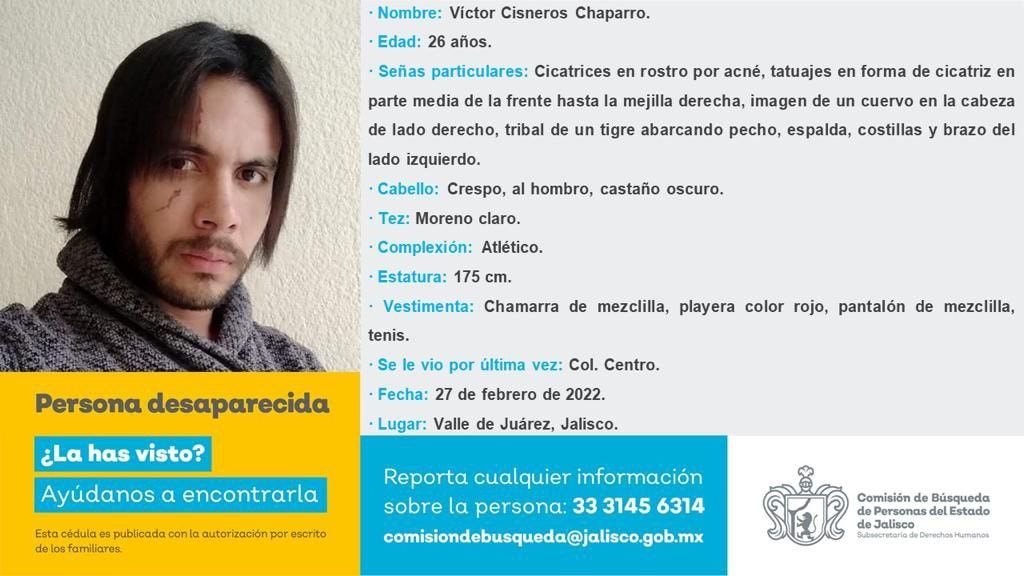 · Nombre: Víctor Cisneros Chaparro.
· Edad: 26 años.
· Señas particulares: Cicatrices en rostro por acné, tatuajes en forma de cicatriz en
parte media de la frente hasta la mejilla derecha, imagen de un cuervo en la cabeza
de lado derecho, tribal de un tigre abarcando pecho, espalda, costillas y brazo del
lado izquierdo.
· Cabello: Crespo, al hombro, castaño oscuro.
· Tez: Moreno claro.
· Complexión: Atlético.
· Estatura: 175 cm.
· Vestimenta: Chamarra de mezclilla, playera color rojo, pantalón de mezclilla,
tenis.
· Se le vio por última vez: Col. Centro.
· Fecha: 27 de febrero de 2022.
· Lugar: Valle de Juárez, Jalisco.
Persona desaparecida
¿La has visto?
Ayúdanos a encontrarla
Esta cédula es publicada con la autorización por escrito
de los familiares.
Reporta cualquier información
sobre la persona: 33 3145 6314
comisiondebusqueda@jalisco.gob.mx
Comisión de Búsqueda
de Personas del Estado
de Jalisco
Subsecretaría de Derechos Humanos